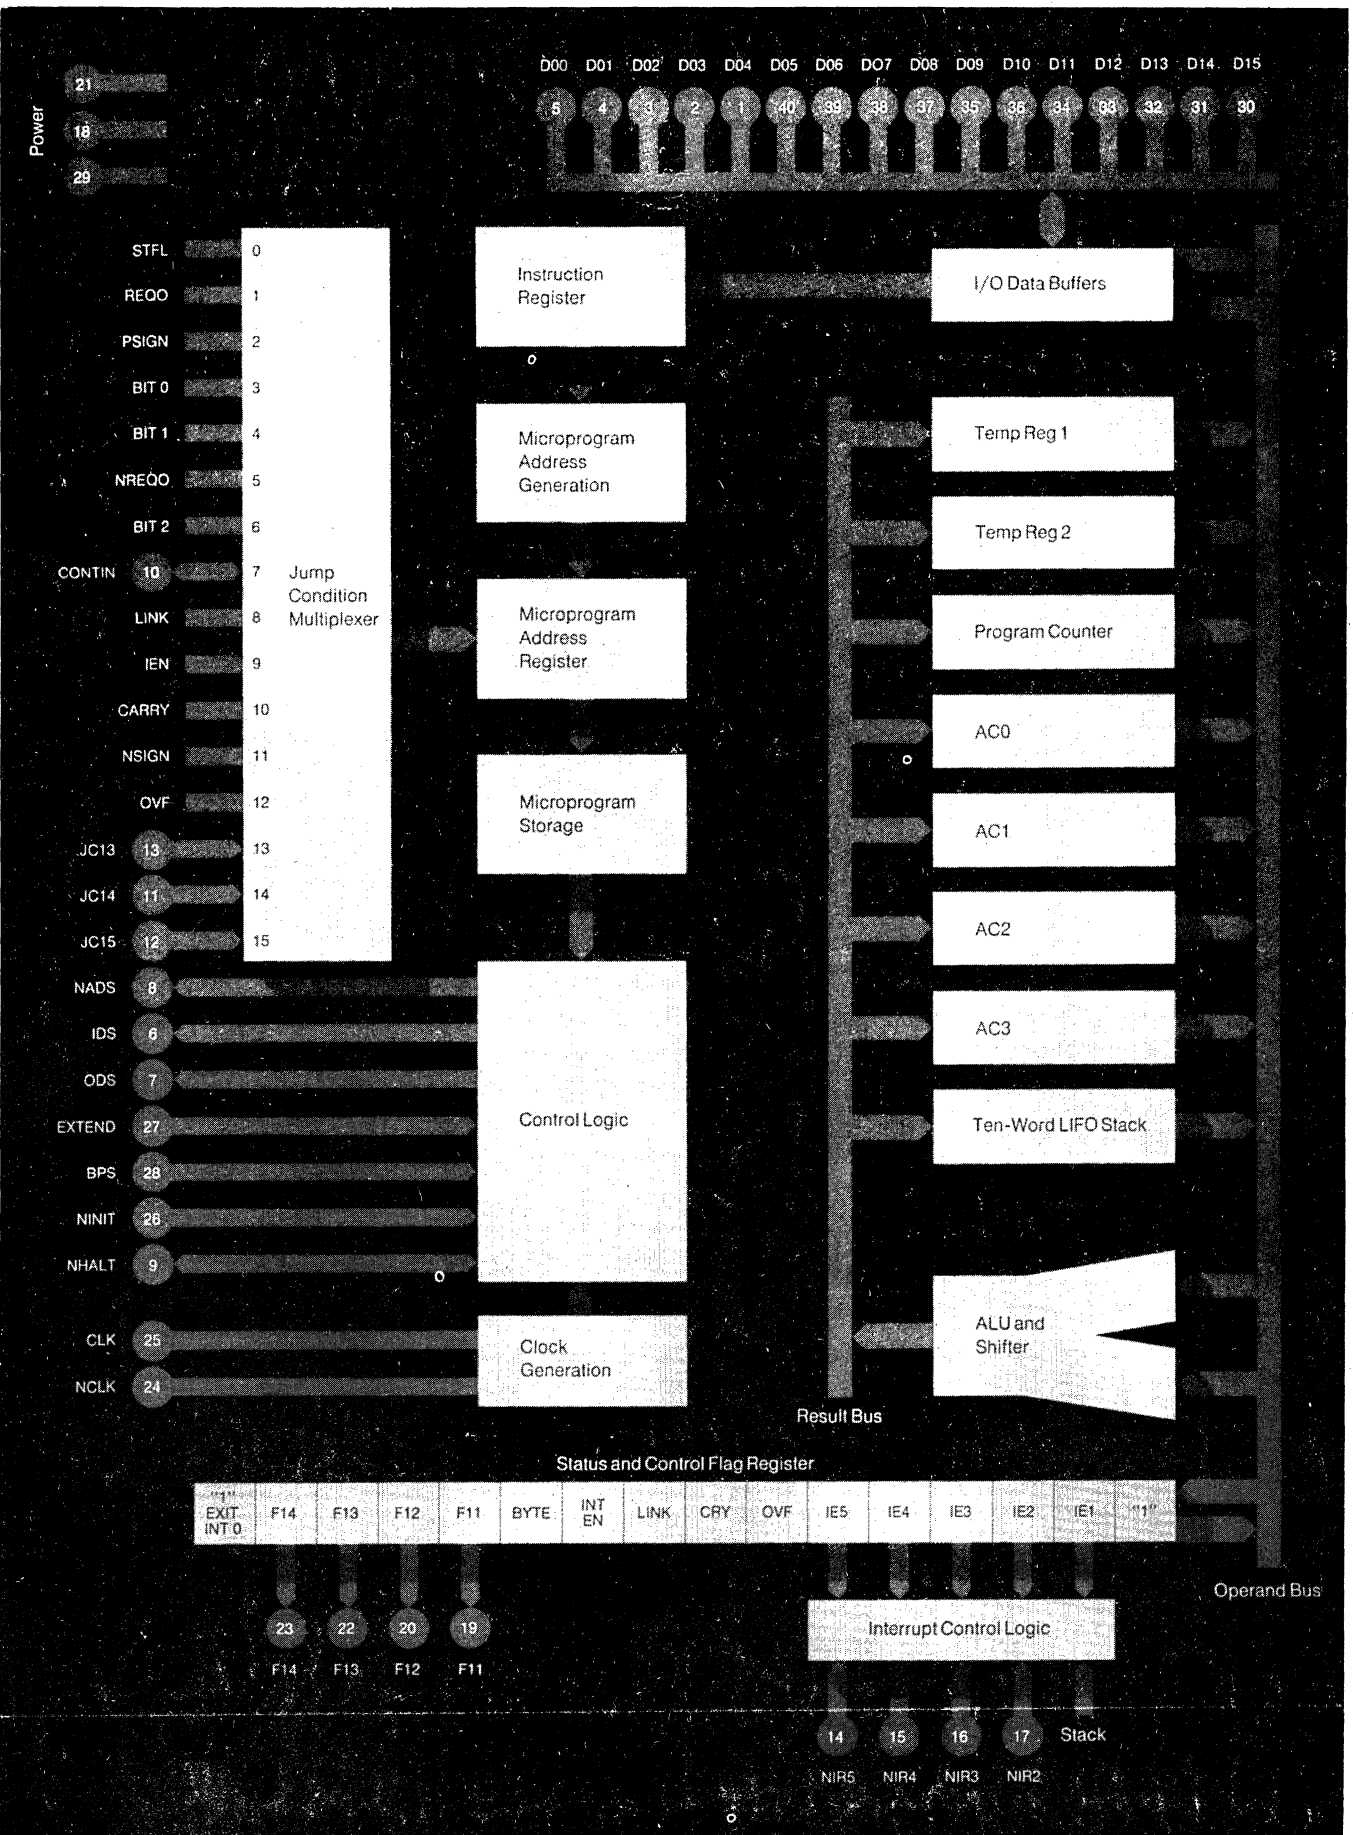 D00 D01 D02 D03 D04 D05 D06 D07 D08 D09 D10 D11 D12 D13 D14 D15
5 4 3 2 1 40 39 38 37 35 36 34 33 32 31 30
Power
21
18
29
STFL 0
REQO 1
PSIGN 2
BIT 0 3
BIT 1 4
NREQO 5
BIT 2 6
CONTIN 10 7
LINK 8
IEN 9
CARRY 10
NSIGN 11
OVF 12
JC13 13 13
JC14 11 14
JC15 12 15
Jump
Condition
Multiplexer
NADS 8
IDS 6
ODS 7
EXTEND 27
BPS 28
NINIT 26
NHALT 9
CLK 25
NCLK 24
Instruction
Register
Microprogram
Address
Generation
Microprogram
Address
Register
Microprogram
Storage
Control Logic
Clock
Generation
I/O Data Buffers
Temp Reg 1
Temp Reg 2
Program Counter
AC0
AC1
AC2
AC3
Ten-Word LIFO Stack
ALU and
Shifter
Result Bus
Operand Bus
Status and Control Flag Register
"1"
EXIT
INT 0
F14
F13
F12
F11
BYTE
INT
EN
LINK
CRY
OVF
IE5
IE4
IE3
IE2
IE1
"1"
23 22 20 19
F14 F13 F12 F11
Interrupt Control Logic
14 15 16 17 Stack
NIR5 NIR4 NIR3 NIR2